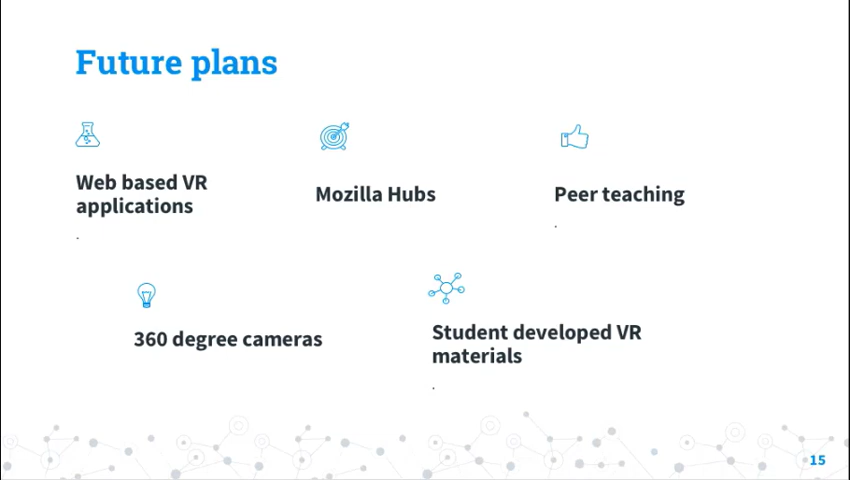 Future plans
Web based VR
applications
.
Mozilla Hubs
Peer teaching
.
360 degree cameras
Student developed VR
materials
.
15